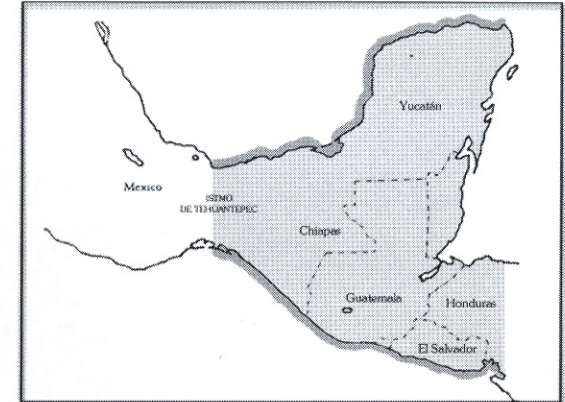 Yucatán
Mexico
ISTMO
DE TEHUANTEPEC
Chiapas
Guatemala
Honduras
El Salvador